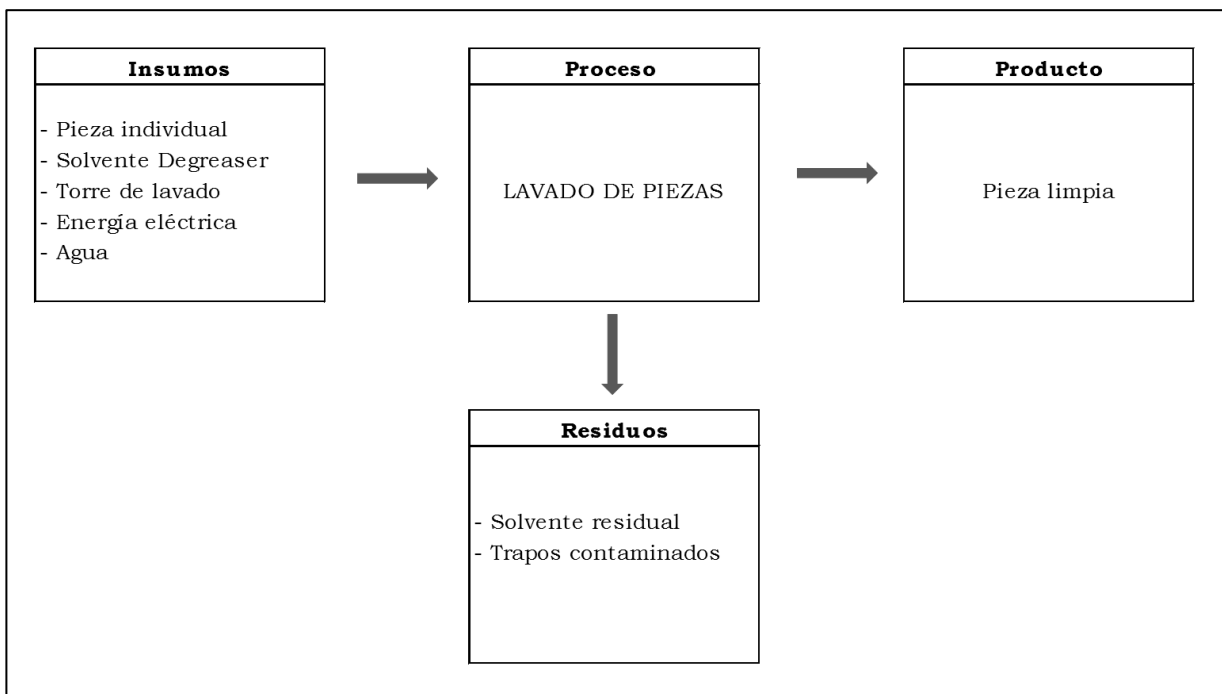 Insumos
- Pieza individual
- Solvente Degreaser
- Torre de lavado
- Energía eléctrica
- Agua
Proceso
LAVADO DE PIEZAS
Producto
Pieza limpia
Residuos
- Solvente residual
- Trapos contaminados